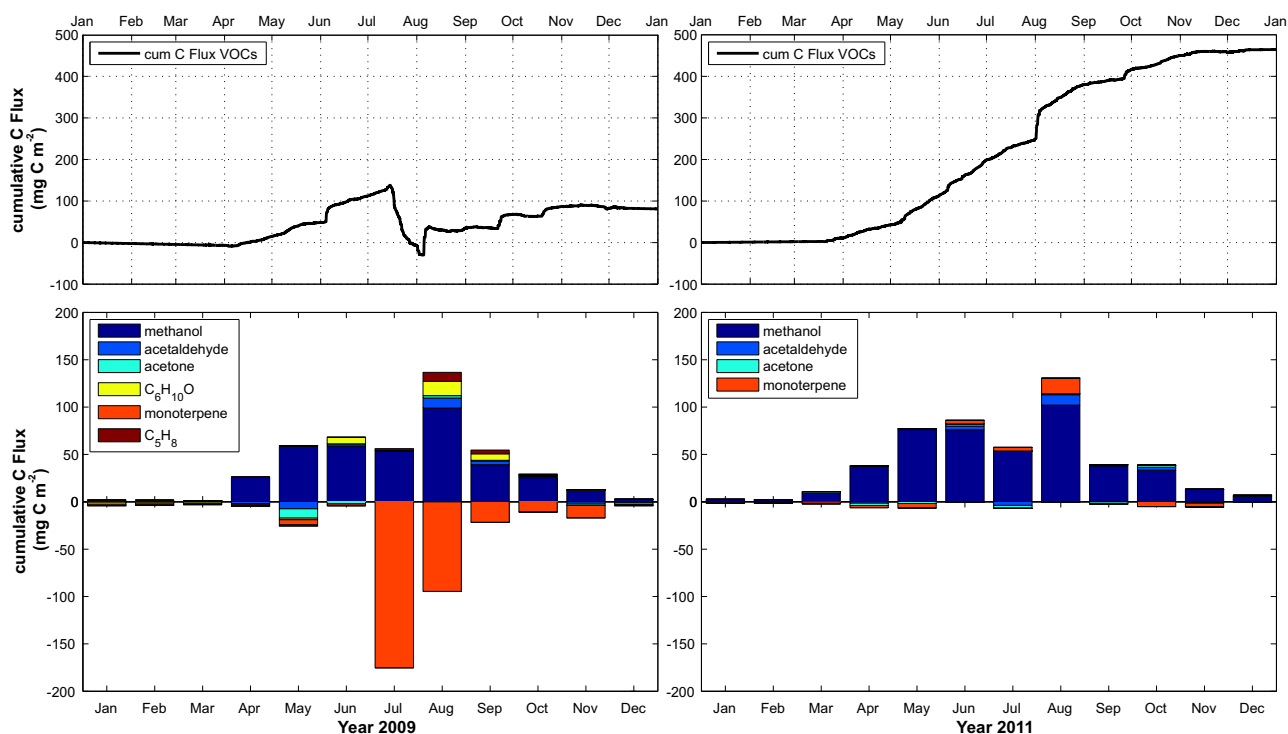 Jan Feb Mar Apr May Jun Jul Aug Sep Oct Nov Dec Jan
500
400
300
200
100
0
-100
cumulative C Flux
(mg C m-2)
cum C Flux VOCs
Jan Feb Mar Apr May Jun Jul Aug Sep Oct Nov Dec Jan
500
400
300
200
100
0
-100
cum C Flux VOCs
200
150
100
50
0
-50
-100
-150
-200
cumulative C Flux
(mg C m-2)
methanol
acetaldehyde
acetone
C6H10O
monoterpene
C5H8
Jan Feb Mar Apr May Jun Jul Aug Sep Oct Nov Dec
Year 2009
200
150
100
50
0
-50
-100
-150
-200
methanol
acetaldehyde
acetone
monoterpene
Jan Feb Mar Apr May Jun Jul Aug Sep Oct Nov Dec
Year 2011